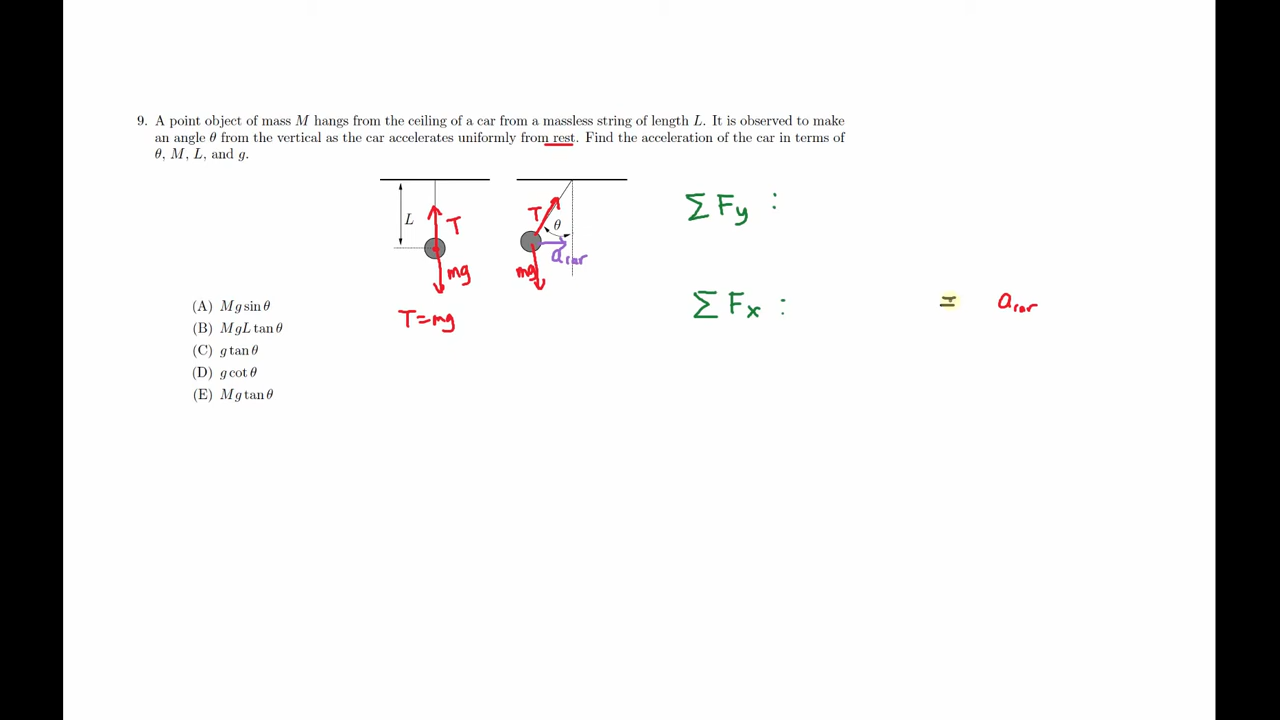 9. A point object of mass M hangs from the ceiling of a car from a massless string of length L. It is observed to make
an angle θ from the vertical as the car accelerates uniformly from rest. Find the acceleration of the car in terms of
θ, M, L, and g.
L
T
mg
T=mg
T
θ
mg
a_car
∑Fy :
∑Fx : = a_car
(A) Mg sin θ
(B) MgL tan θ
(C) g tan θ
(D) g cot θ
(E) Mg tan θ